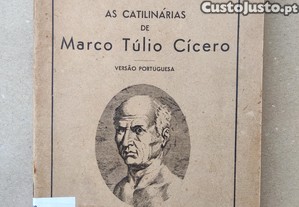 CustoJusto.pt
AS CATILINÁRIAS
DE
Marco Túlio Cícero
VERSÃO PORTUGUESA